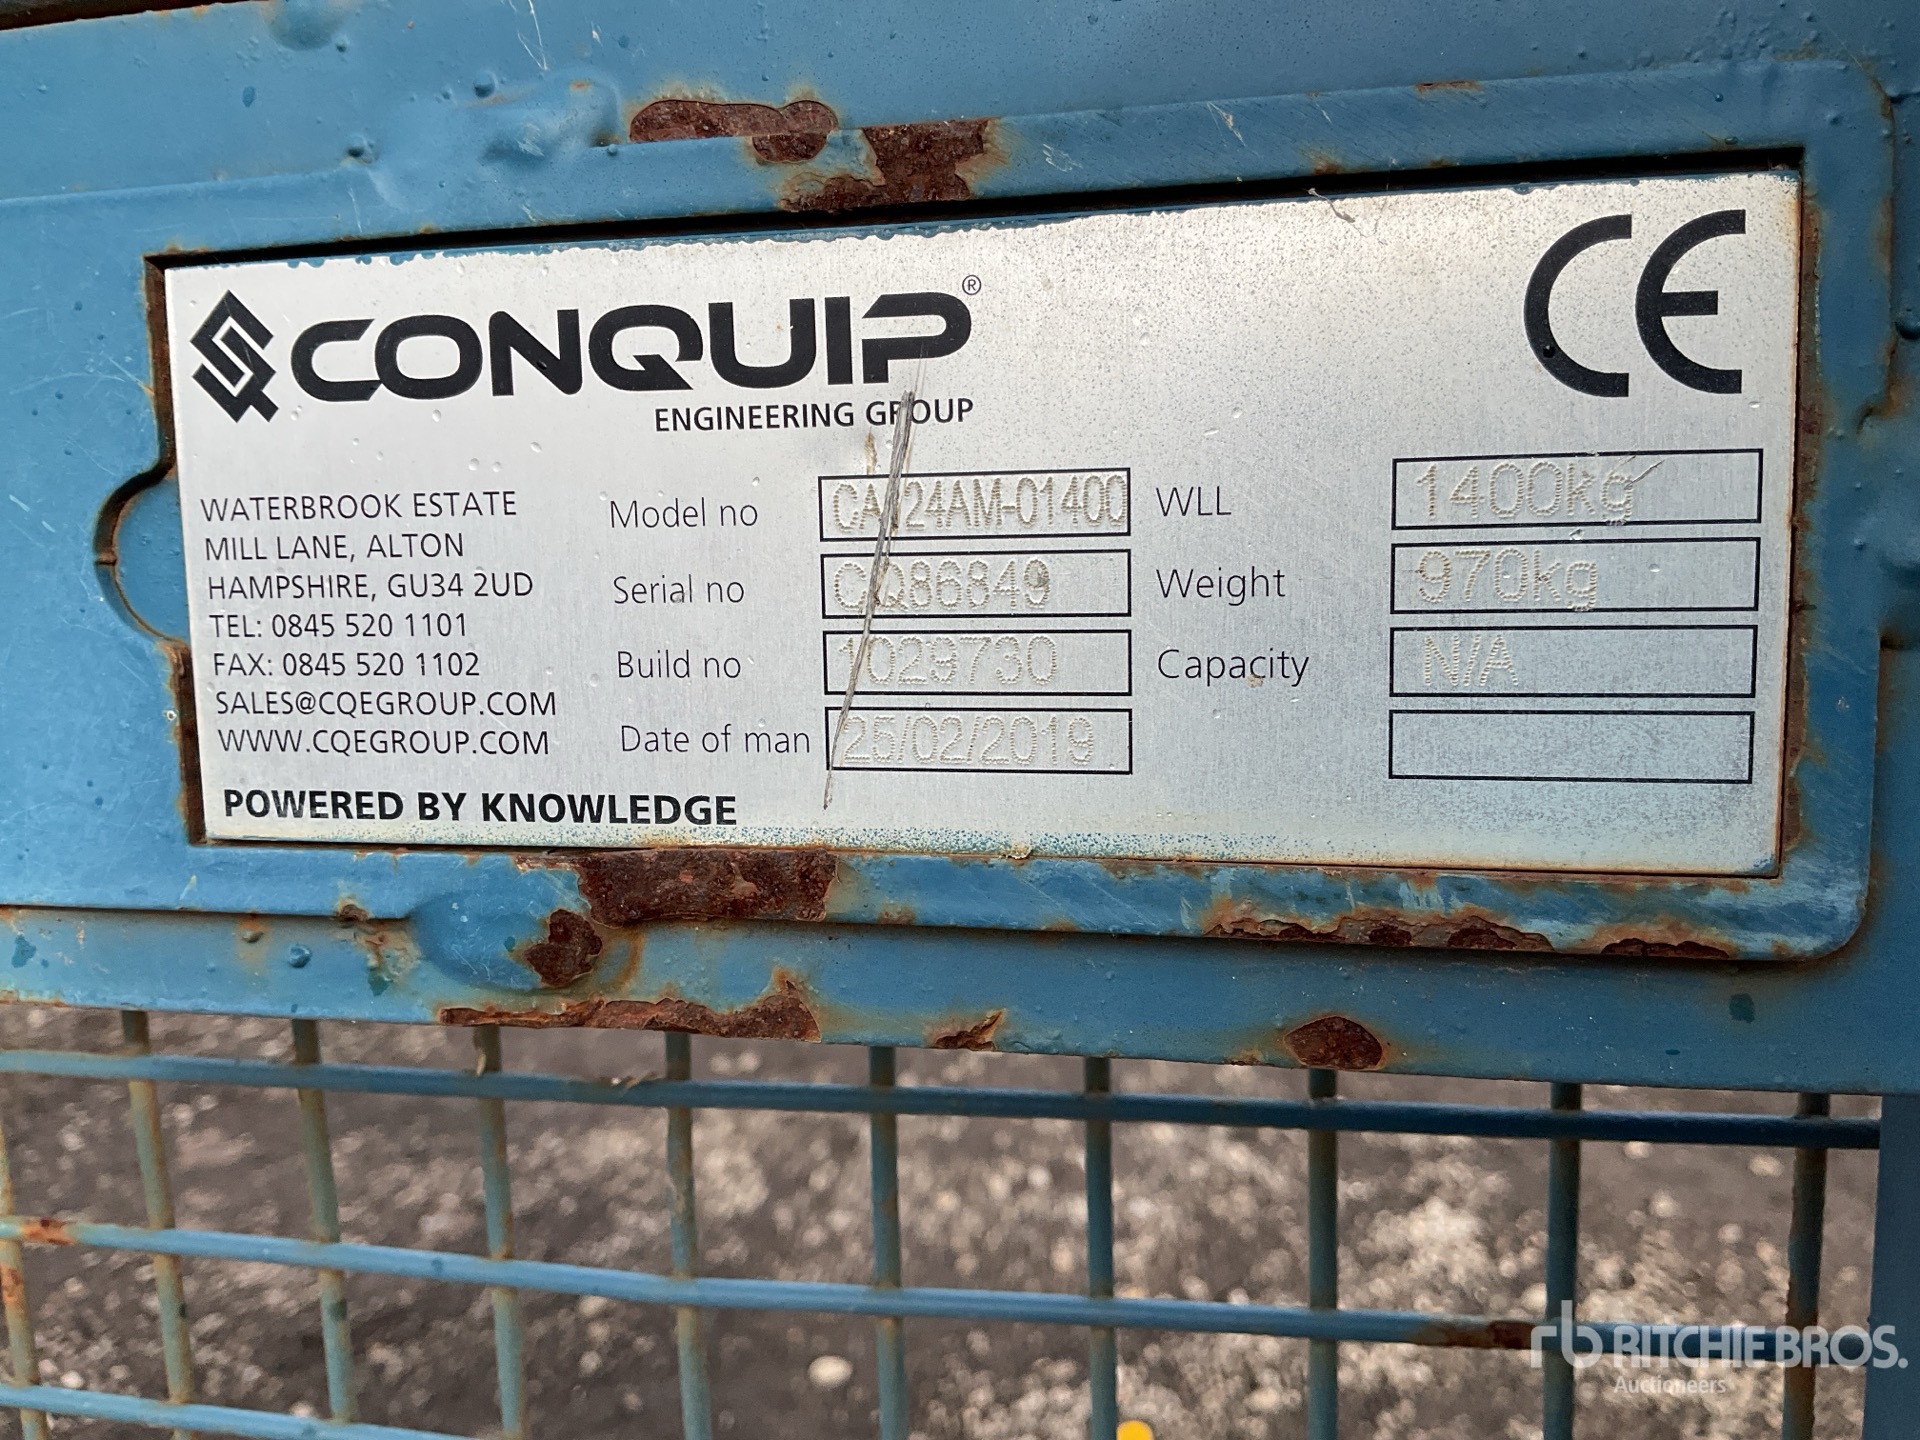 CONQUIP®
ENGINEERING GROUP
CE
WATERBROOK ESTATE
MILL LANE, ALTON
HAMPSHIRE, GU34 2UD
TEL: 0845 520 1101
FAX: 0845 520 1102
SALES@CQEGROUP.COM
WWW.CQEGROUP.COM
POWERED BY KNOWLEDGE
Model no
Serial no CQ86849
Build no 1029730
Date of man 25/02/2019
WLL 1400kg
Weight 970kg
Capacity N/A
rb RITCHIE BROS.
Auctioneers